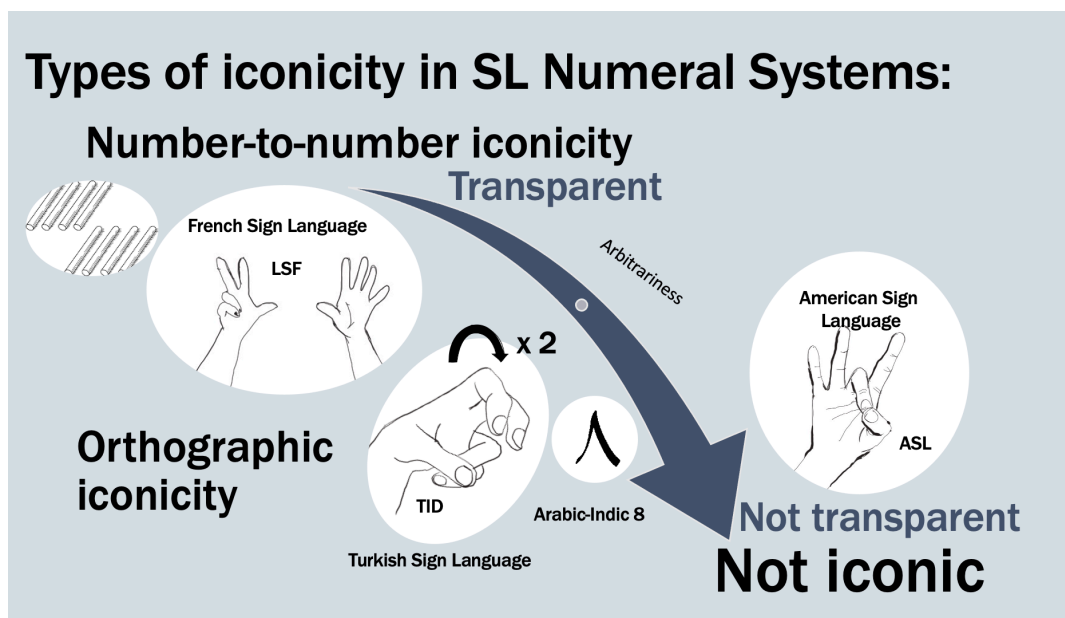 Types of iconicity in SL Numeral Systems:
Number-to-number iconicity
Transparent
French Sign Language
LSF
Arbitrariness
American Sign
Language
ASL
x 2
Orthographic
iconicity
TID
Arabic-Indic 8
Turkish Sign Language
Not transparent
Not iconic